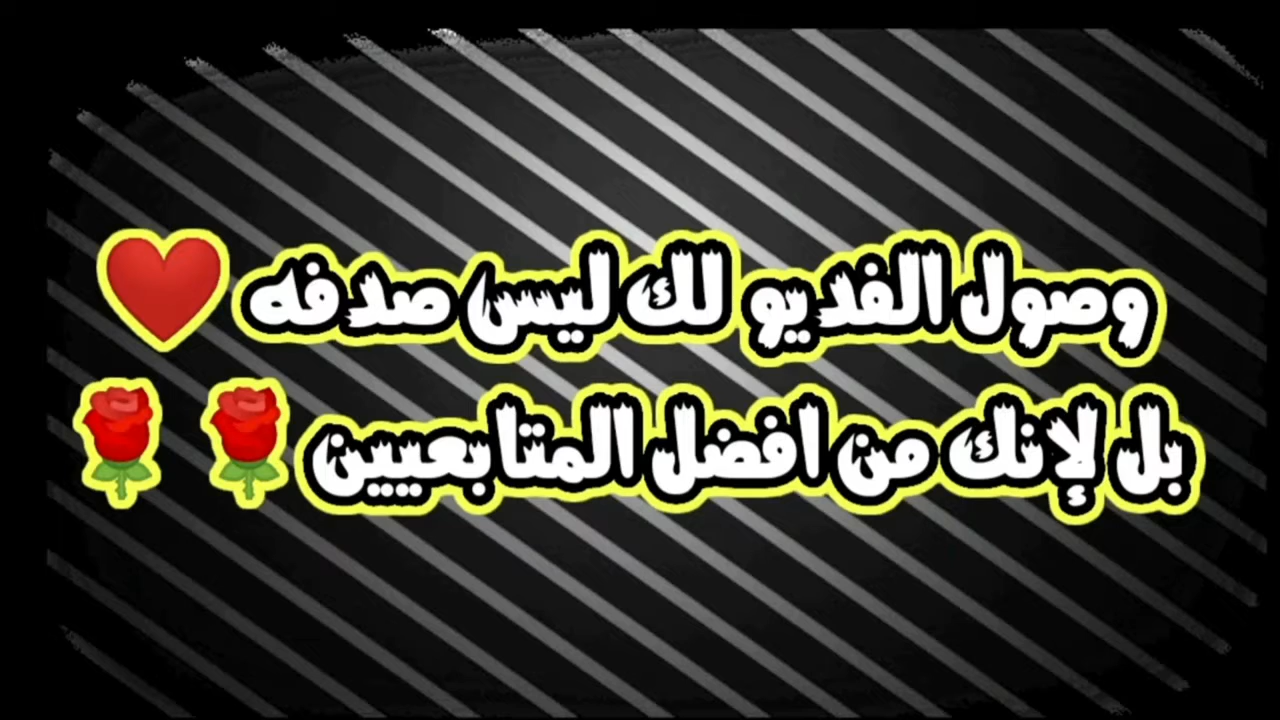 وصول الفديو لك ليس صدفه ❤️
بل لإنك من افضل المتابعيين 🌹 🌹